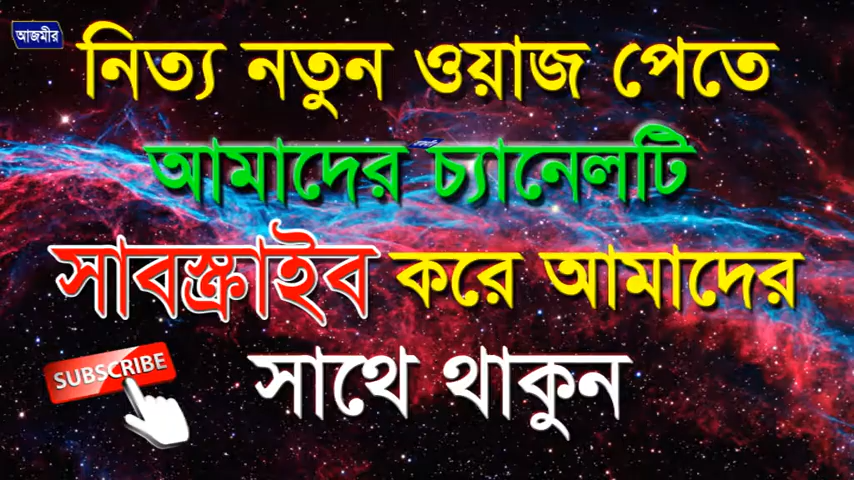 আজমীর
নিত্য নতুন ওয়াজ পেতে
আমাদের চ্যানেলটি
সাবস্ক্রাইব করে আমাদের
SUBSCRIBE
সাথে থাকুন